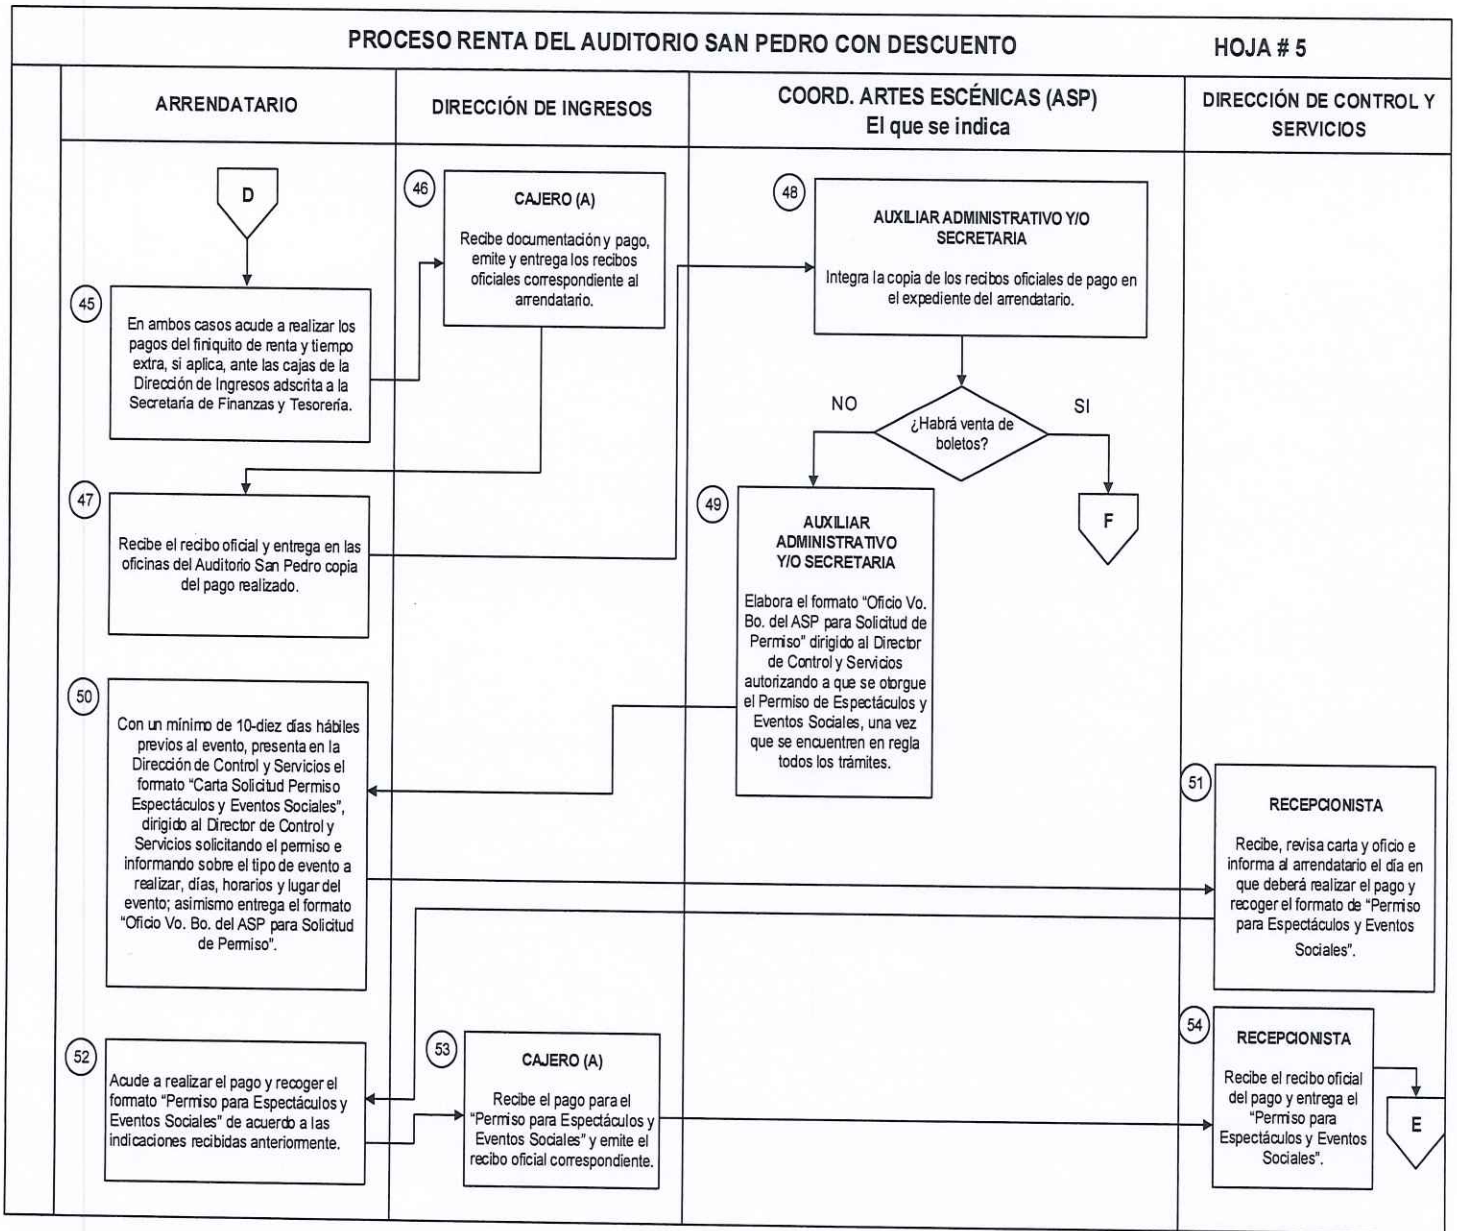 PROCESO RENTA DEL AUDITORIO SAN PEDRO CON DESCUENTO
HOJA # 5
ARRENDATARIO
DIRECCIÓN DE INGRESOS
COORD. ARTES ESCÉNICAS (ASP)
El que se indica
DIRECCIÓN DE CONTROL Y
SERVICIOS
D
45
En ambos casos acude a realizar los
pagos del finiquito de renta y tiempo
extra, si aplica, ante las cajas de la
Dirección de Ingresos adscrita a la
Secretaría de Finanzas y Tesorería.
46
CAJERO (A)
Recibe documentación y pago,
emite y entrega los recibos
oficiales correspondiente al
arrendatario.
47
Recibe el recibo oficial y entrega en las
oficinas del Auditorio San Pedro copia
del pago realizado.
48
AUXILIAR ADMINISTRATIVO Y/O
SECRETARIA
Integra la copia de los recibos oficiales de pago en
el expediente del arrendatario.
NO
¿Habrá venta de
boletos?
SI
F
49
AUXILIAR
ADMINISTRATIVO
Y/O SECRETARIA
Elabora el formato “Oficio Vo.
Bo. del ASP para Solicitud de
Permiso” dirigido al Director
de Control y Servicios
autorizando a que se otorgue
el Permiso de Espectáculos y
Eventos Sociales, una vez
que se encuentren en regla
todos los trámites.
50
Con un mínimo de 10-diez días hábiles
previos al evento, presenta en la
Dirección de Control y Servicios el
formato “Carta Solicitud Permiso
Espectáculos y Eventos Sociales”,
dirigido al Director de Control y
Servicios solicitando el permiso e
informando sobre el tipo de evento a
realizar, días, horarios y lugar del
evento; asimismo entrega el formato
“Oficio Vo. Bo. del ASP para Solicitud
de Permiso”.
51
RECEPCIONISTA
Recibe, revisa carta y oficio e
informa al arrendatario el día en
que deberá realizar el pago y
recoger el formato de “Permiso
para Espectáculos y Eventos
Sociales”.
52
Acude a realizar el pago y recoger el
formato “Permiso para Espectáculos y
Eventos Sociales” de acuerdo a las
indicaciones recibidas anteriormente.
53
CAJERO (A)
Recibe el pago para el
“Permiso para Espectáculos y
Eventos Sociales” y emite el
recibo oficial correspondiente.
54
RECEPCIONISTA
Recibe el recibo oficial
del pago y entrega el
“Permiso para
Espectáculos y Eventos
Sociales”.
E